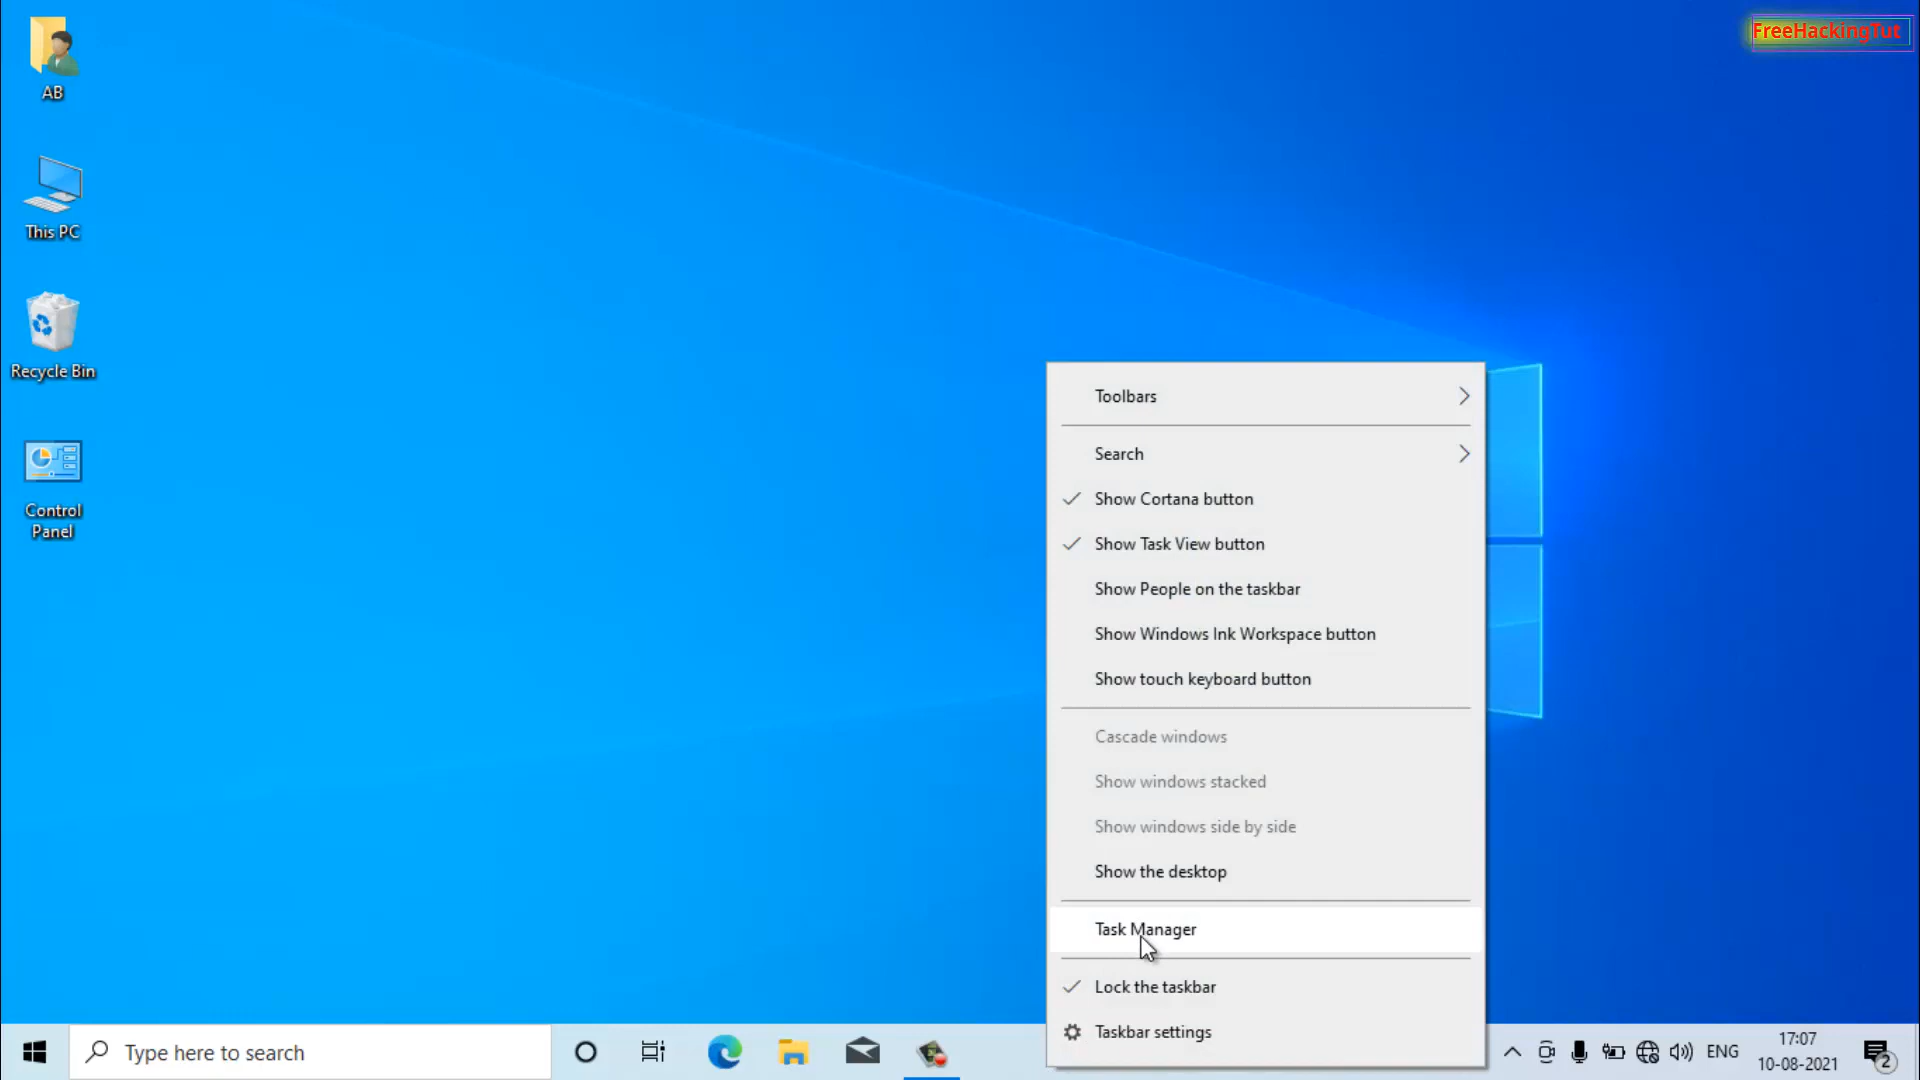 FreeHackingTut
AB
This PC
Recycle Bin
Control
Panel
Toolbars
Search
Show Cortana button
Show Task View button
Show People on the taskbar
Show Windows Ink Workspace button
Show touch keyboard button
Cascade windows
Show windows stacked
Show windows side by side
Show the desktop
Task Manager
Lock the taskbar
Taskbar settings
Type here to search
ENG
17:07
10-08-2021
2